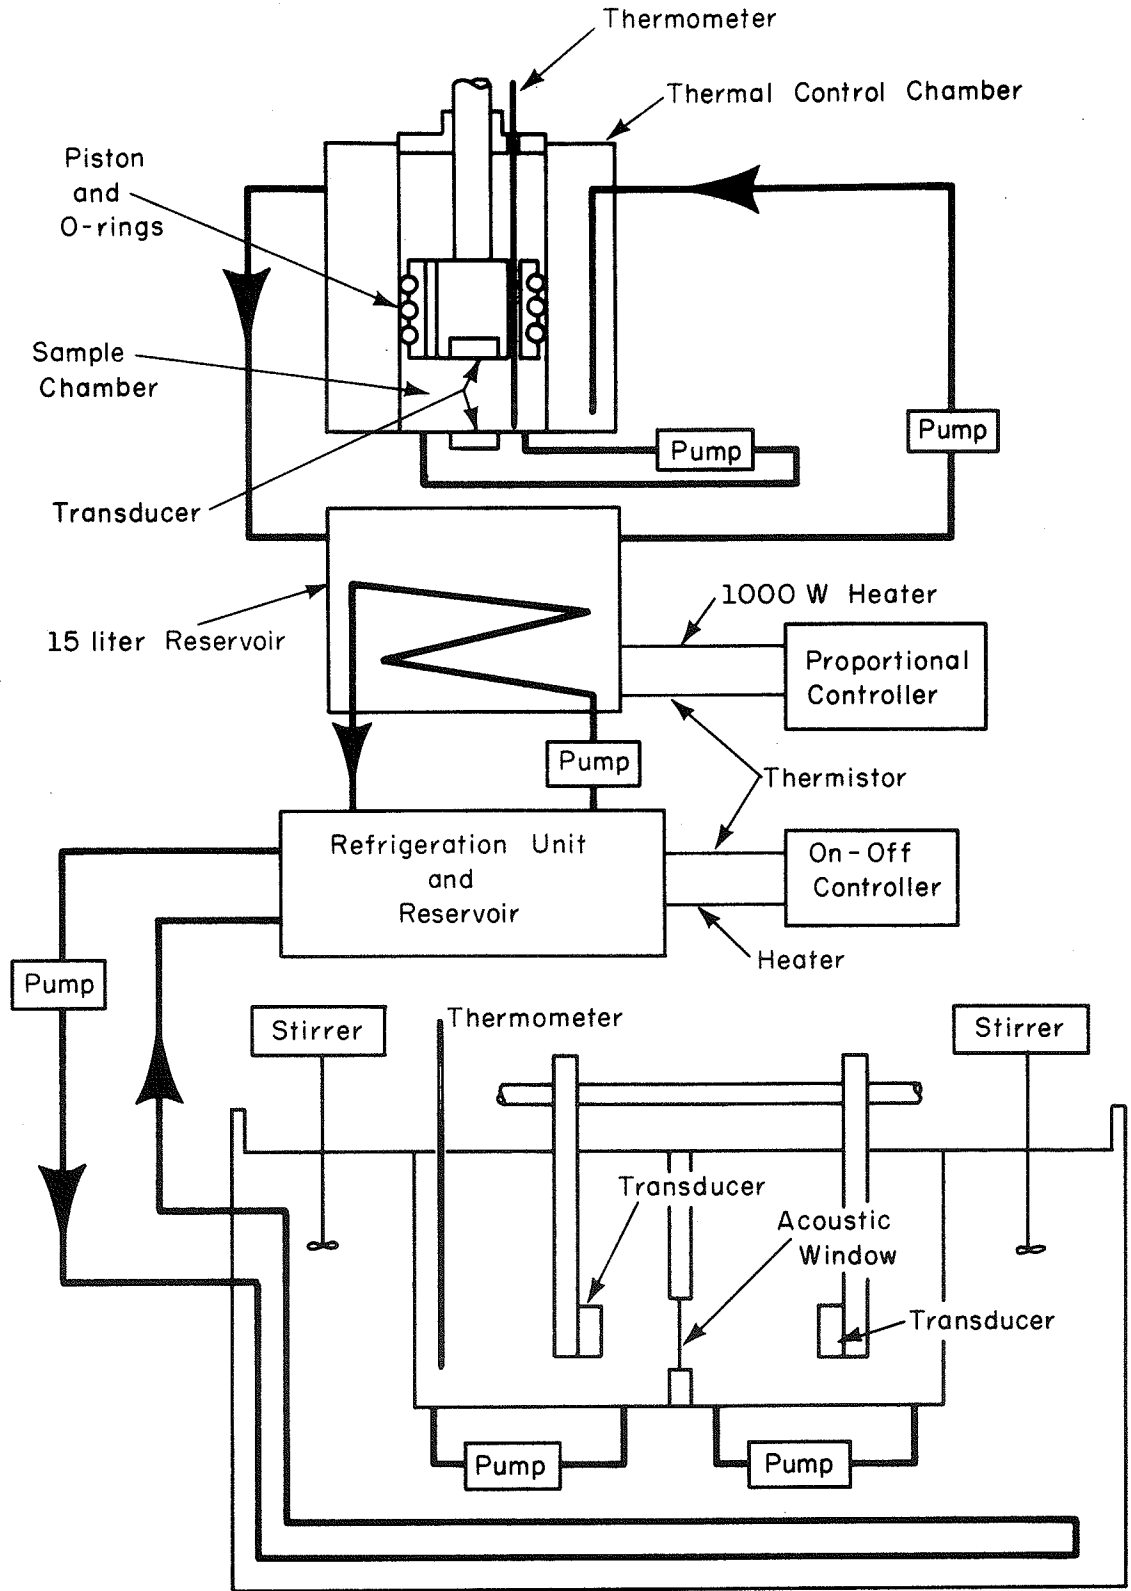 Thermometer
Thermal Control Chamber
Piston
and
O-rings
Sample
Chamber
Pump
Pump
Transducer
1000 W Heater
15 liter Reservoir
Proportional
Controller
Pump
Thermistor
Refrigeration Unit
and
Reservoir
On-Off
Controller
Heater
Pump
Stirrer
Thermometer
Stirrer
Transducer
Acoustic
Window
Transducer
Pump
Pump